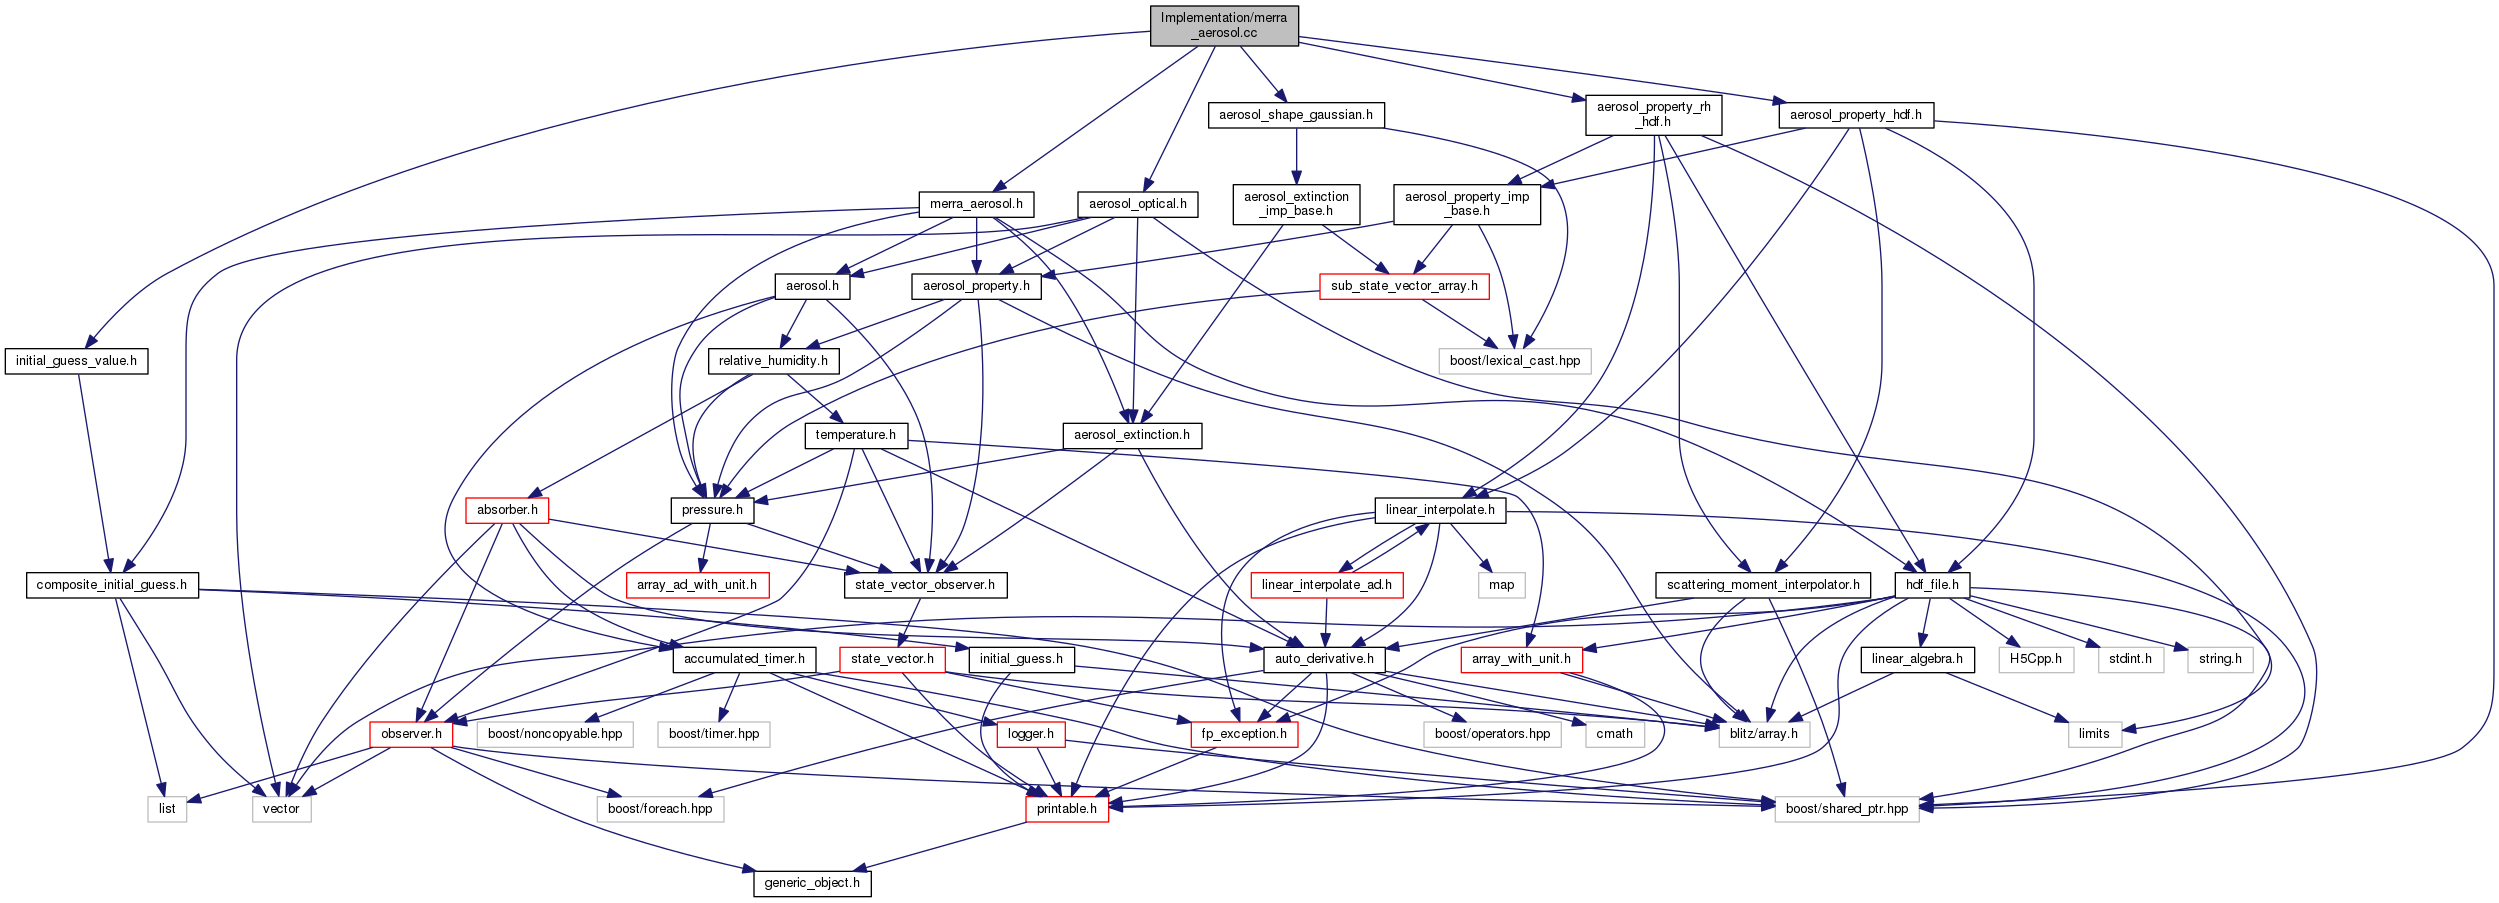 Implementation/merra
_aerosol.cc
aerosol_shape_gaussian.h
aerosol_property_rh
_hdf.h
aerosol_property_hdf.h
merra_aerosol.h
aerosol_optical.h
aerosol_extinction
_imp_base.h
aerosol_property_imp
_base.h
aerosol.h
aerosol_property.h
sub_state_vector_array.h
initial_guess_value.h
relative_humidity.h
boost/lexical_cast.hpp
temperature.h
aerosol_extinction.h
absorber.h
pressure.h
linear_interpolate.h
composite_initial_guess.h
array_ad_with_unit.h
state_vector_observer.h
linear_interpolate_ad.h
map
scattering_moment_interpolator.h
hdf_file.h
accumulated_timer.h
state_vector.h
initial_guess.h
auto_derivative.h
array_with_unit.h
linear_algebra.h
H5Cpp.h
stdint.h
string.h
observer.h
boost/noncopyable.hpp
boost/timer.hpp
logger.h
fp_exception.h
boost/operators.hpp
cmath
blitz/array.h
limits
list
vector
boost/foreach.hpp
printable.h
boost/shared_ptr.hpp
generic_object.h